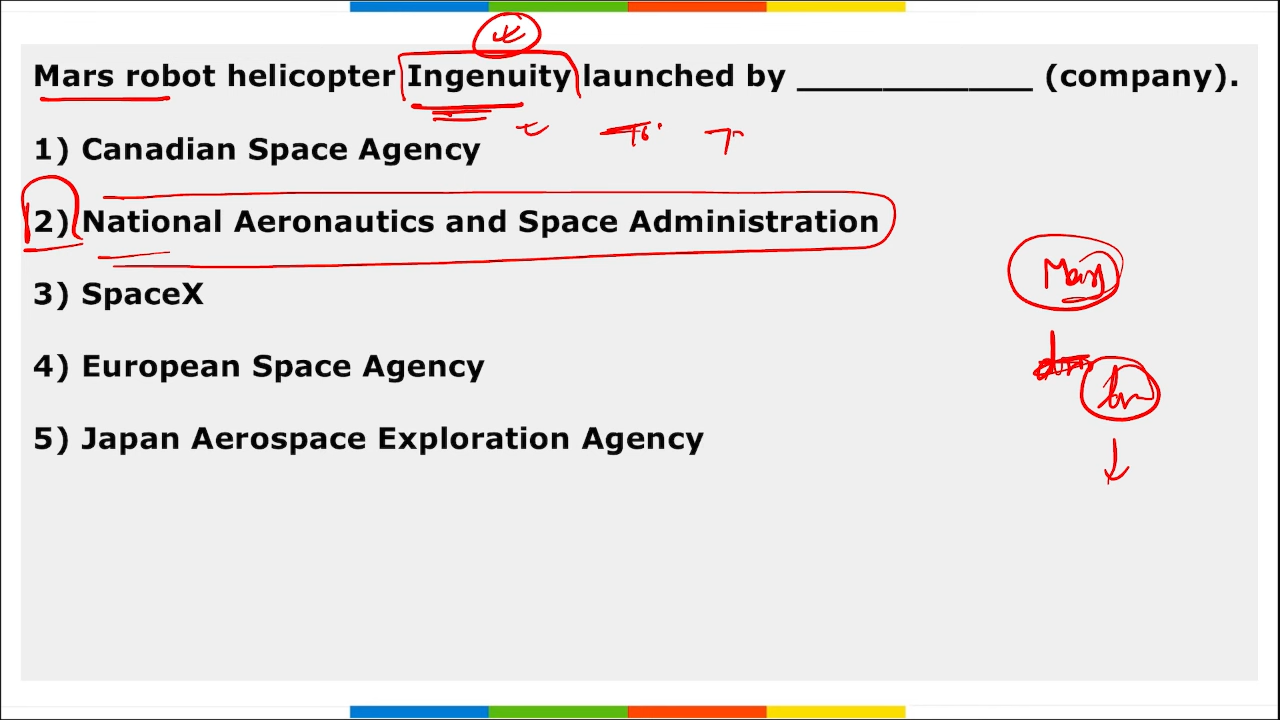 Mars robot helicopter Ingenuity launched by ____________ (company).
1) Canadian Space Agency
2) National Aeronautics and Space Administration
3) SpaceX
4) European Space Agency
5) Japan Aerospace Exploration Agency
Mars